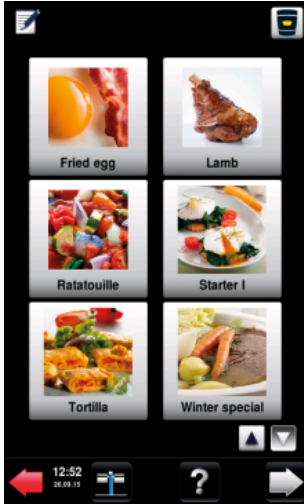 Fried egg
Lamb
Ratatouille
Starter I
Tortilla
Winter special
12:52
26.09.15
?